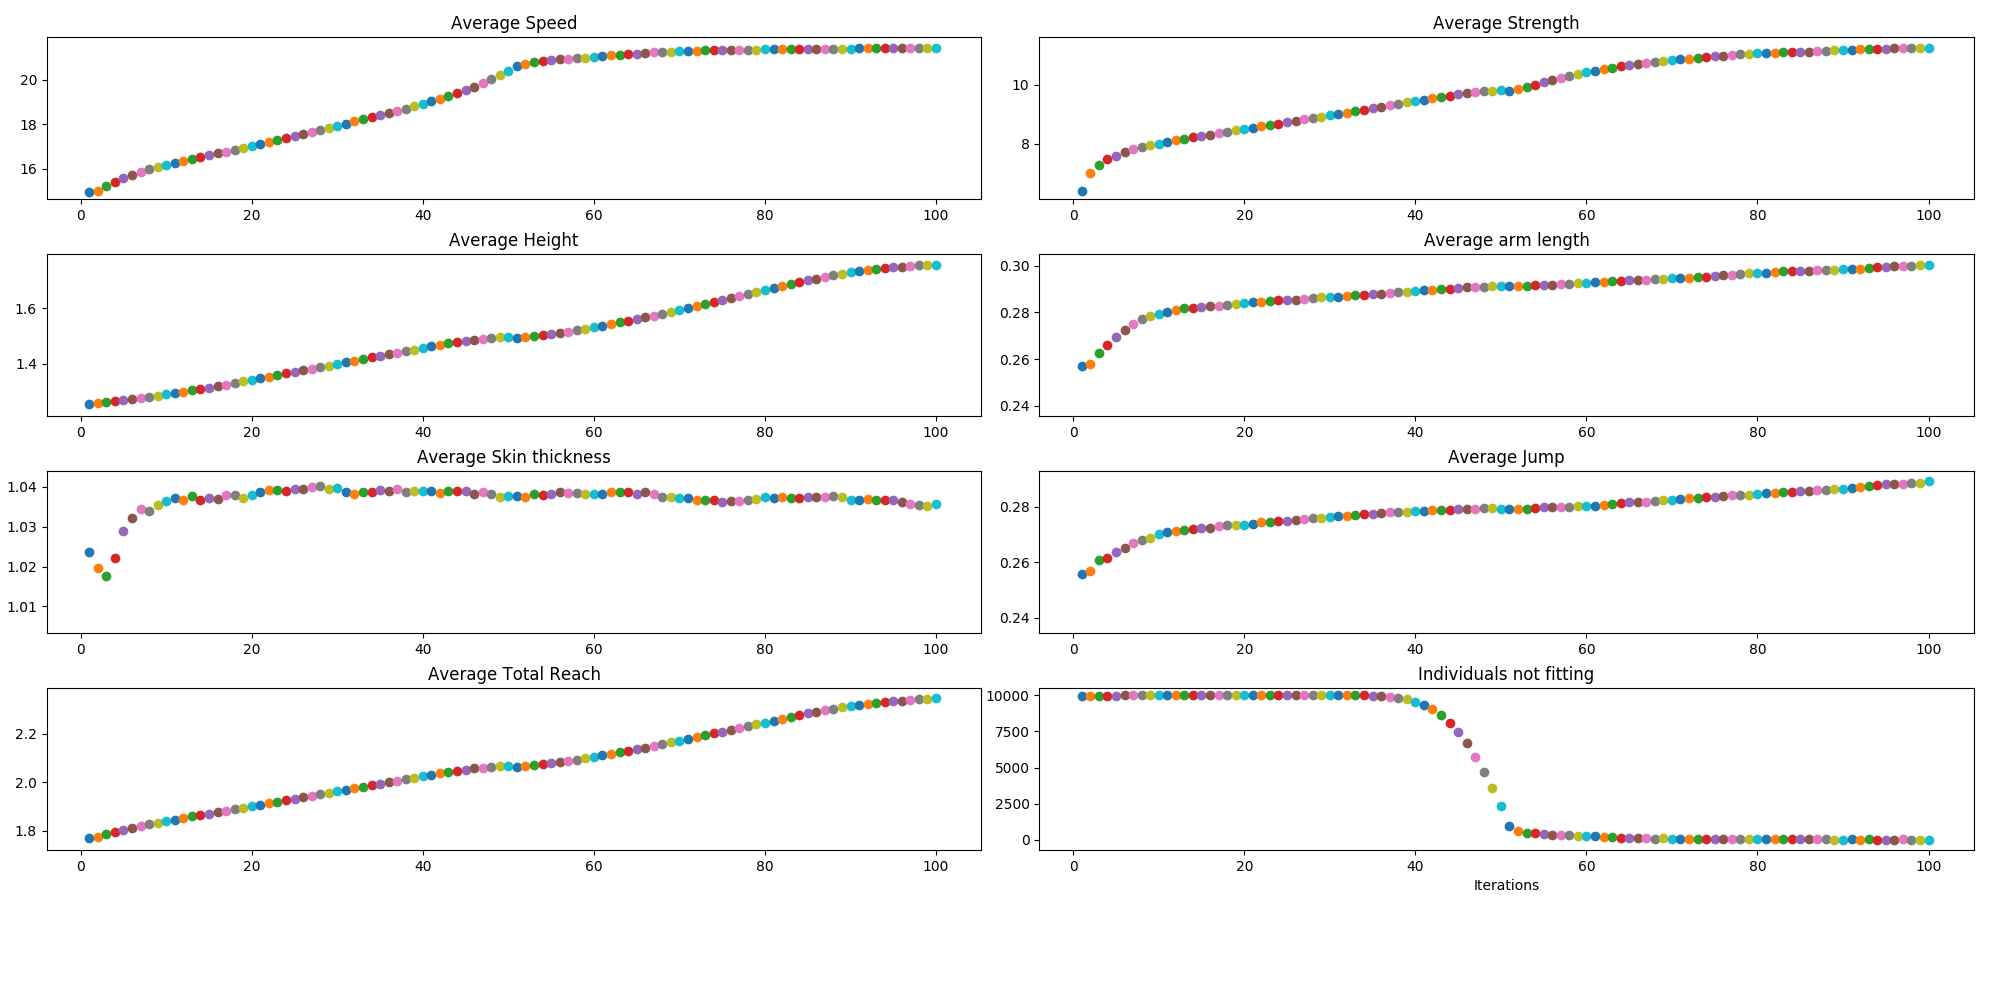 Average Speed
20
18
16
0 20 40 60 80 100
Average Strength
10
8
0 20 40 60 80 100
Average Height
1.6
1.4
0 20 40 60 80 100
Average arm length
0.30
0.28
0.26
0.24
0 20 40 60 80 100
Average Skin thickness
1.04
1.03
1.02
1.01
0 20 40 60 80 100
Average Jump
0.28
0.26
0.24
0 20 40 60 80 100
Average Total Reach
2.2
2.0
1.8
0 20 40 60 80 100
Individuals not fitting
10000
7500
5000
2500
0
0 20 40 60 80 100
Iterations